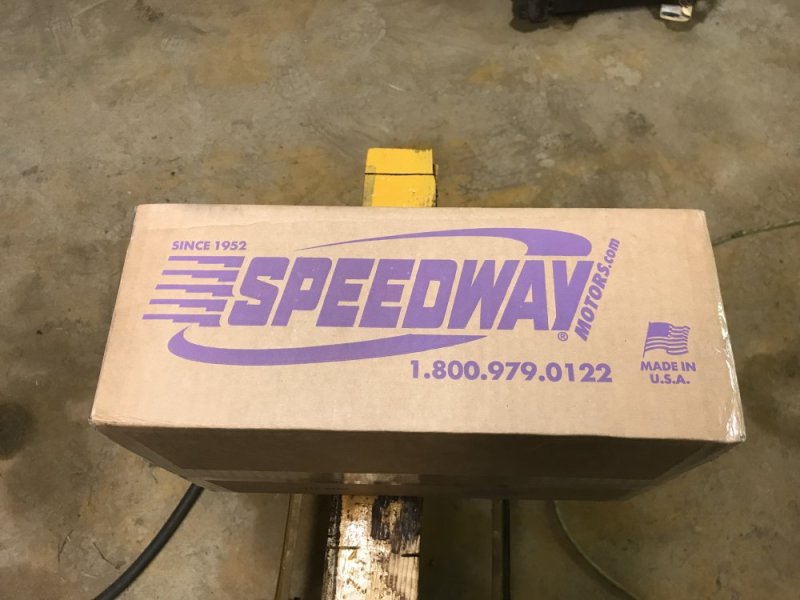 SINCE 1952
SPEEDWAY
MOTORS.com
®
1.800.979.0122
MADE IN
U.S.A.